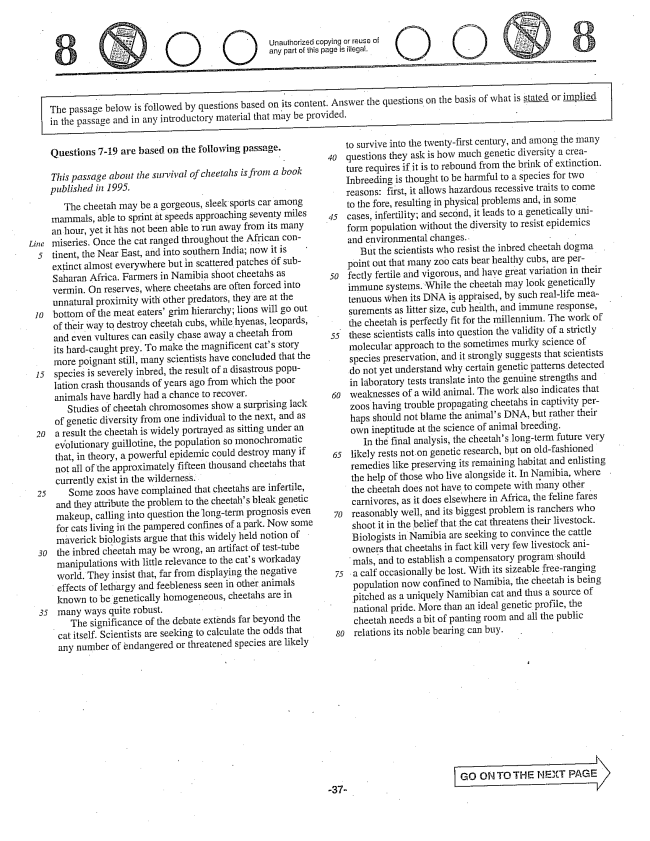 8
Unauthorized copying or reuse of
any part of this page is illegal.
8
The passage below is followed by questions based on its content. Answer the questions on the basis of what is stated or implied
in the passage and in any introductory material that may be provided.
Questions 7-19 are based on the following passage.
This passage about the survival of cheetahs is from a book
published in 1995.
The cheetah may be a gorgeous, sleek sports car among
mammals, able to sprint at speeds approaching seventy miles
an hour, yet it has not been able to run away from its many
Line miseries. Once the cat ranged throughout the African con-
5 tinent, the Near East, and into southern India; now it is
extinct almost everywhere but in scattered patches of sub-
Saharan Africa. Farmers in Namibia shoot cheetahs as
vermin. On reserves, where cheetahs are often forced into
unnatural proximity with other predators, they are at the
10 bottom of the meat eaters' grim hierarchy; lions will go out
of their way to destroy cheetah cubs, while hyenas, leopards,
and even vultures can easily chase away a cheetah from
its hard-caught prey. To make the magnificent cat's story
more poignant still, many scientists have concluded that the
15 species is severely inbred, the result of a disastrous popu-
lation crash thousands of years ago from which the poor
animals have hardly had a chance to recover.
Studies of cheetah chromosomes show a surprising lack
of genetic diversity from one individual to the next, and as
20 a result the cheetah is widely portrayed as sitting under an
evolutionary guillotine, the population so monochromatic
that, in theory, a powerful epidemic could destroy many if
not all of the approximately fifteen thousand cheetahs that
currently exist in the wilderness.
25 Some zoos have complained that cheetahs are infertile,
and they attribute the problem to the cheetah's bleak genetic
makeup, calling into question the long-term prognosis even
for cats living in the pampered confines of a park. Now some
maverick biologists argue that this widely held notion of
30 the inbred cheetah may be wrong, an artifact of test-tube
manipulations with little relevance to the cat's workaday
world. They insist that, far from displaying the negative
effects of lethargy and feebleness seen in other animals
known to be genetically homogeneous, cheetahs are in
35 many ways quite robust.
The significance of the debate extends far beyond the
cat itself. Scientists are seeking to calculate the odds that
any number of endangered or threatened species are likely
to survive into the twenty-first century, and among the many
40 questions they ask is how much genetic diversity a crea-
ture requires if it is to rebound from the brink of extinction.
Inbreeding is thought to be harmful to a species for two
reasons: first, it allows hazardous recessive traits to come
to the fore, resulting in physical problems and, in some
45 cases, infertility; and second, it leads to a genetically uni-
form population without the diversity to resist epidemics
and environmental changes.
But the scientists who resist the inbred cheetah dogma
point out that many zoo cats bear healthy cubs, are per-
50 fectly fertile and vigorous, and have great variation in their
immune systems. While the cheetah may look genetically
tenuous when its DNA is appraised, by such real-life mea-
surements as litter size, cub health, and immune response,
the cheetah is perfectly fit for the millennium. The work of
55 these scientists calls into question the validity of a strictly
molecular approach to the sometimes murky science of
species preservation, and it strongly suggests that scientists
do not yet understand why certain genetic patterns detected
in laboratory tests translate into the genuine strengths and
60 weaknesses of a wild animal. The work also indicates that
zoos having trouble propagating cheetahs in captivity per-
haps should not blame the animal's DNA, but rather their
own ineptitude at the science of animal breeding.
In the final analysis, the cheetah's long-term future very
65 likely rests not on genetic research, but on old-fashioned
remedies like preserving its remaining habitat and enlisting
the help of those who live alongside it. In Namibia, where
the cheetah does not have to compete with many other
carnivores, as it does elsewhere in Africa, the feline fares
70 reasonably well, and its biggest problem is ranchers who
shoot it in the belief that the cat threatens their livestock.
Biologists in Namibia are seeking to convince the cattle
owners that cheetahs in fact kill very few livestock ani-
mals, and to establish a compensatory program should
75 a calf occasionally be lost. With its sizeable free-ranging
population now confined to Namibia, the cheetah is being
pitched as a uniquely Namibian cat and thus a source of
national pride. More than an ideal genetic profile, the
cheetah needs a bit of panting room and all the public
80 relations its noble bearing can buy.
GO ON TO THE NEXT PAGE
-37-